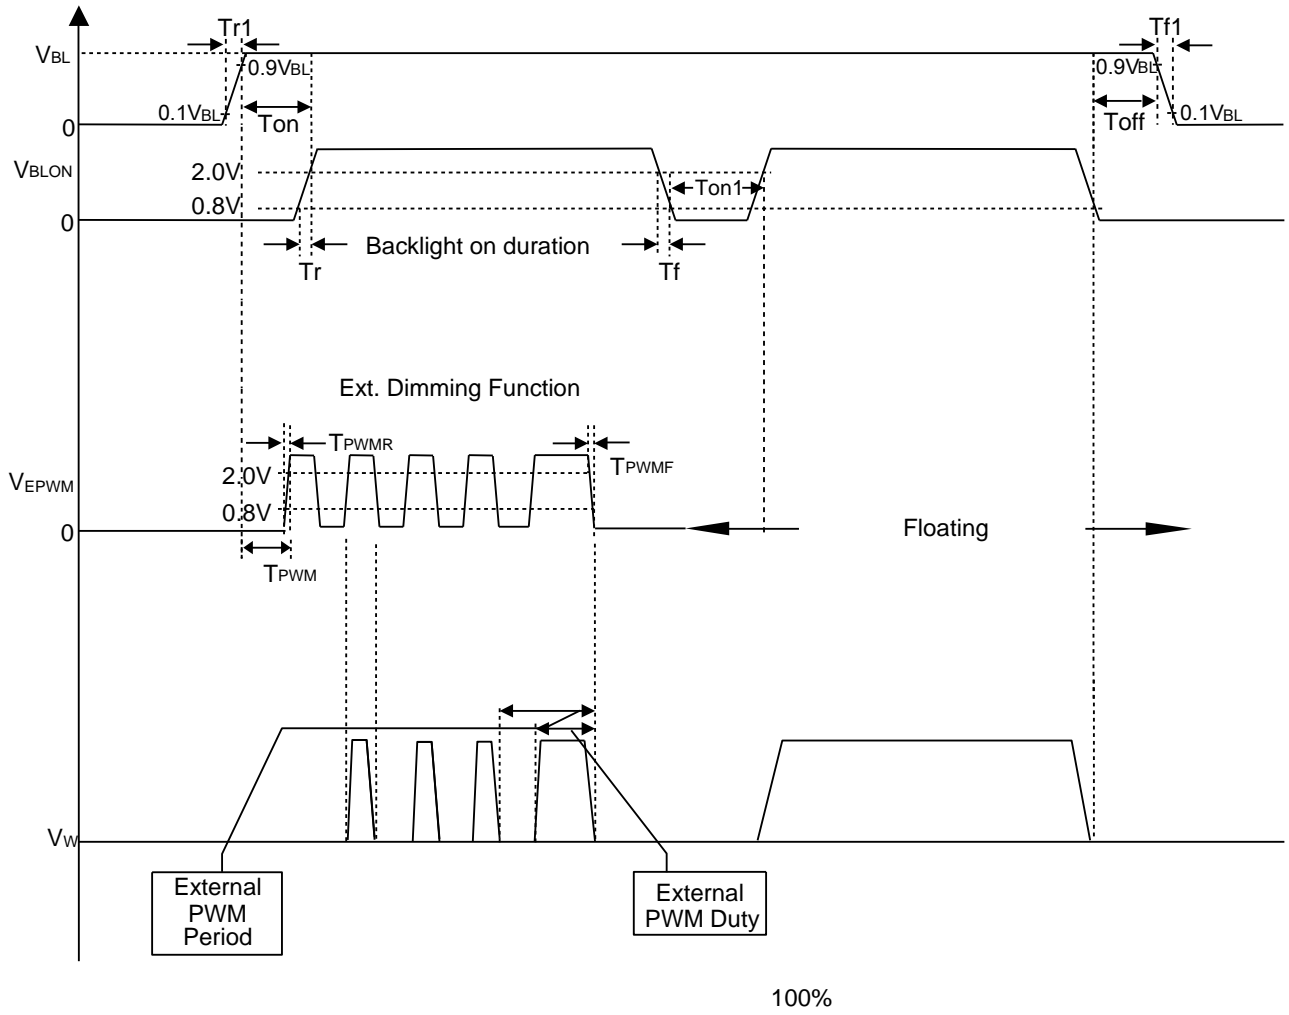 Tr1
Tf1
VBL
0.9VBL
0.9VBL
0.1VBL
0.1VBL
Ton
Toff
0
VBLON
2.0V
Ton1
0.8V
0
Backlight on duration
Tr
Tf
Ext. Dimming Function
TPWMR
TPWMF
2.0V
VEPWM
0.8V
0
Floating
TPWM
VW
External
PWM
Period
External
PWM Duty
100%